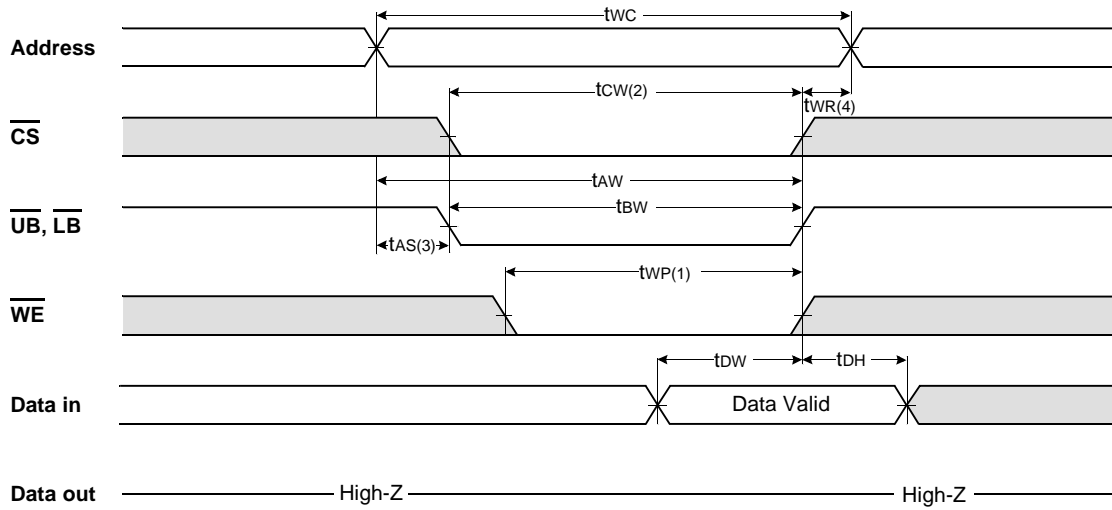 tWC
Address
tCW(2)
tWR(4)
CS
tAW
UB, LB
tBW
tAS(3)
tWP(1)
WE
tDW
tDH
Data in
Data Valid
Data out
High-Z
High-Z